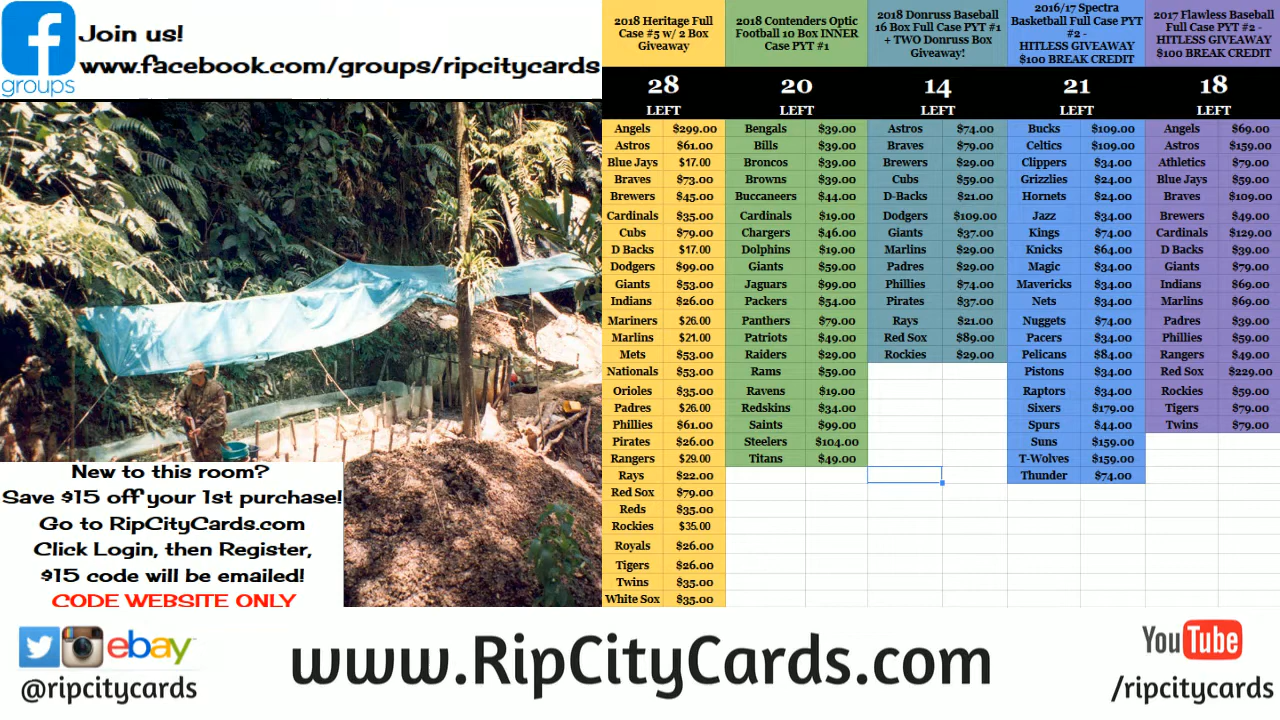 Join us!
www.facebook.com/groups/ripcitycards
groups
New to this room?
Save $15 off your 1st purchase!
Go to RipCityCards.com
Click Login, then Register,
$15 code will be emailed!
CODE WEBSITE ONLY
2018 Heritage Full
Case #5 w/ 2 Box
Giveaway
28
LEFT
Angels $299.00
Astros $61.00
Blue Jays $17.00
Braves $73.00
Brewers $45.00
Cardinals $35.00
Cubs $79.00
D Backs $17.00
Dodgers $99.00
Giants $53.00
Indians $26.00
Mariners $26.00
Marlins $21.00
Mets $53.00
Nationals $53.00
Orioles $35.00
Padres $26.00
Phillies $61.00
Pirates $26.00
Rangers $29.00
Rays $22.00
Red Sox $79.00
Reds $35.00
Rockies $35.00
Royals $26.00
Tigers $26.00
Twins $35.00
White Sox $35.00
2018 Contenders Optic
Football 10 Box INNER
Case PYT #1
20
LEFT
Bengals $39.00
Bills $39.00
Broncos $39.00
Browns $39.00
Buccaneers $44.00
Cardinals $19.00
Chargers $46.00
Dolphins $19.00
Giants $59.00
Jaguars $99.00
Packers $54.00
Panthers $79.00
Patriots $49.00
Raiders $29.00
Rams $59.00
Ravens $19.00
Redskins $34.00
Saints $99.00
Steelers $104.00
Titans $49.00
2018 Donruss Baseball
16 Box Full Case PYT #1
+ TWO Donruss Box
Giveaway!
14
LEFT
Astros $74.00
Braves $79.00
Brewers $29.00
Cubs $59.00
D-Backs $21.00
Dodgers $109.00
Giants $37.00
Marlins $29.00
Padres $29.00
Phillies $74.00
Pirates $37.00
Rays $21.00
Red Sox $89.00
Rockies $29.00
2016/17 Spectra
Basketball Full Case PYT
#2 -
HITLESS GIVEAWAY
$100 BREAK CREDIT
21
LEFT
Bucks $109.00
Celtics $109.00
Clippers $34.00
Grizzlies $24.00
Hornets $24.00
Jazz $34.00
Kings $74.00
Knicks $64.00
Magic $34.00
Mavericks $34.00
Nets $34.00
Nuggets $74.00
Pacers $34.00
Pelicans $84.00
Pistons $34.00
Raptors $34.00
Sixers $179.00
Spurs $44.00
Suns $159.00
T-Wolves $159.00
Thunder $74.00
2017 Flawless Baseball
Full Case PYT #2 -
HITLESS GIVEAWAY
$100 BREAK CREDIT
18
LEFT
Angels $69.00
Astros $159.00
Athletics $79.00
Blue Jays $59.00
Braves $109.00
Brewers $49.00
Cardinals $129.00
D Backs $39.00
Giants $79.00
Indians $69.00
Marlins $69.00
Padres $39.00
Phillies $59.00
Rangers $49.00
Red Sox $229.00
Rockies $59.00
Tigers $79.00
Twins $79.00
ebay
@ripcitycards
www.RipCityCards.com
YouTube
/ripcitycards